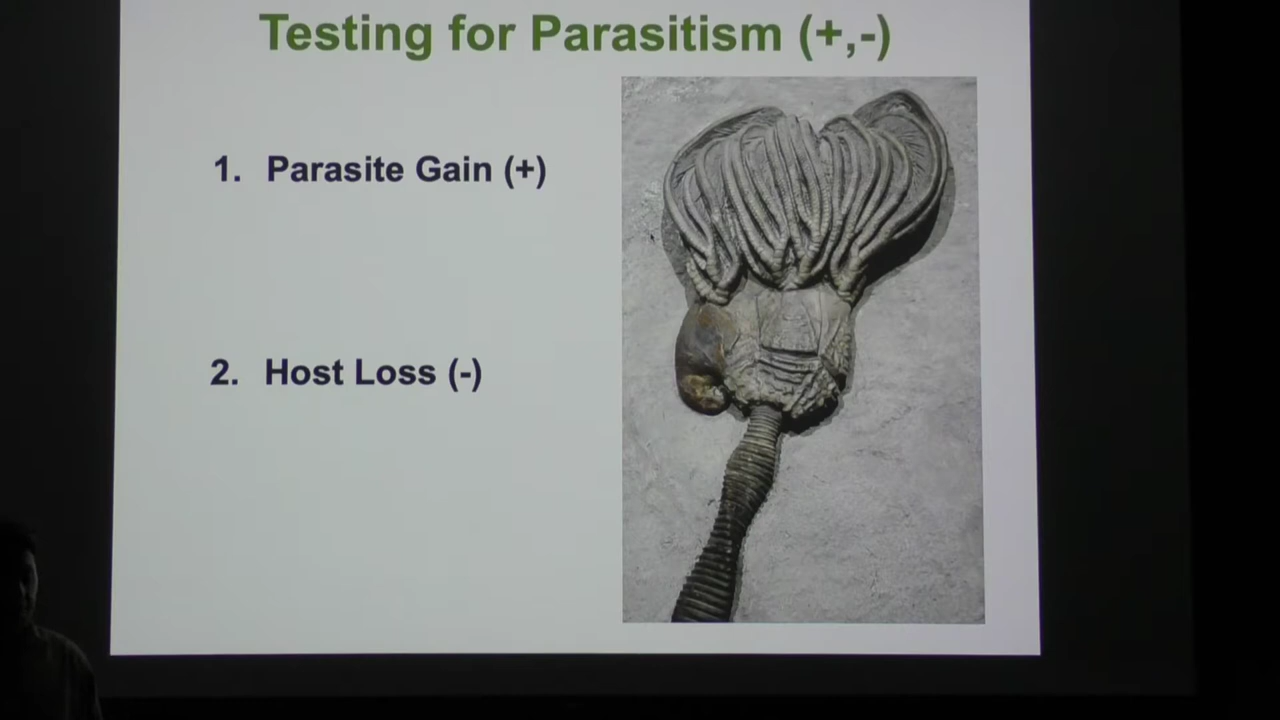 Testing for Parasitism (+,-)
1. Parasite Gain (+)
2. Host Loss (-)